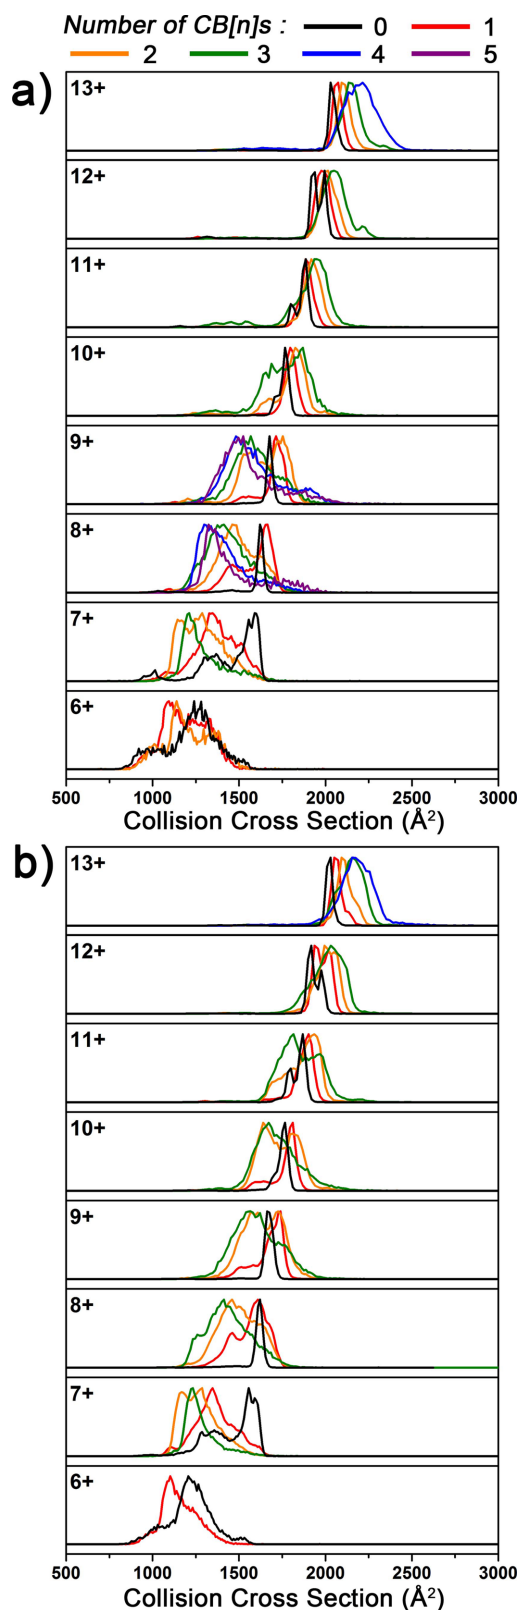 Number of CB[n]s : 0 1
2 3 4 5
a)
13+
12+
11+
10+
9+
8+
7+
6+
500 1000 1500 2000 2500 3000
Collision Cross Section (Å²)
b)
13+
12+
11+
10+
9+
8+
7+
6+
500 1000 1500 2000 2500 3000
Collision Cross Section (Å²)